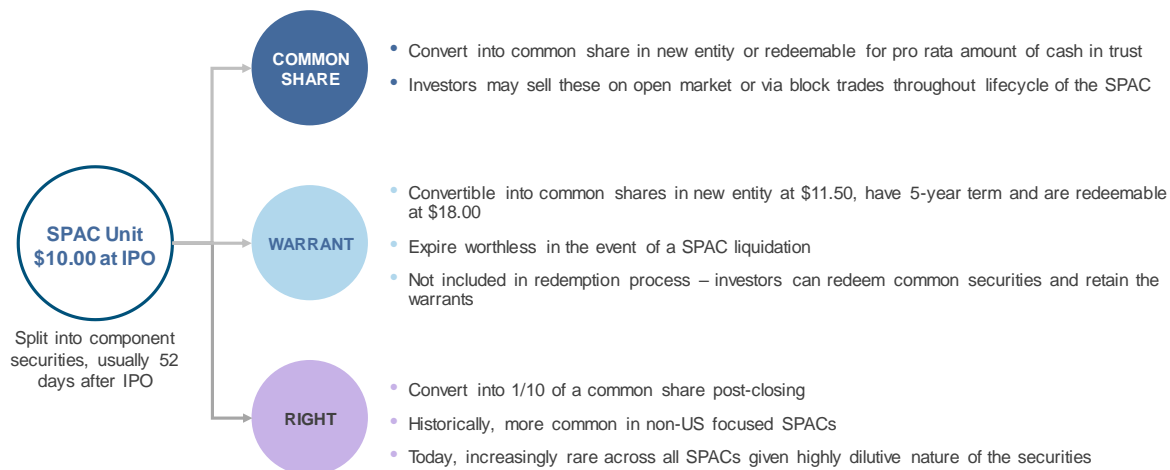 COMMON
SHARE
• Convert into common share in new entity or redeemable for pro rata amount of cash in trust
• Investors may sell these on open market or via block trades throughout lifecycle of the SPAC
SPAC Unit
$10.00 at IPO
Split into component
securities, usually 52
days after IPO
WARRANT
• Convertible into common shares in new entity at $11.50, have 5-year term and are redeemable
at $18.00
• Expire worthless in the event of a SPAC liquidation
• Not included in redemption process – investors can redeem common securities and retain the
warrants
RIGHT
• Convert into 1/10 of a common share post-closing
• Historically, more common in non-US focused SPACs
• Today, increasingly rare across all SPACs given highly dilutive nature of the securities